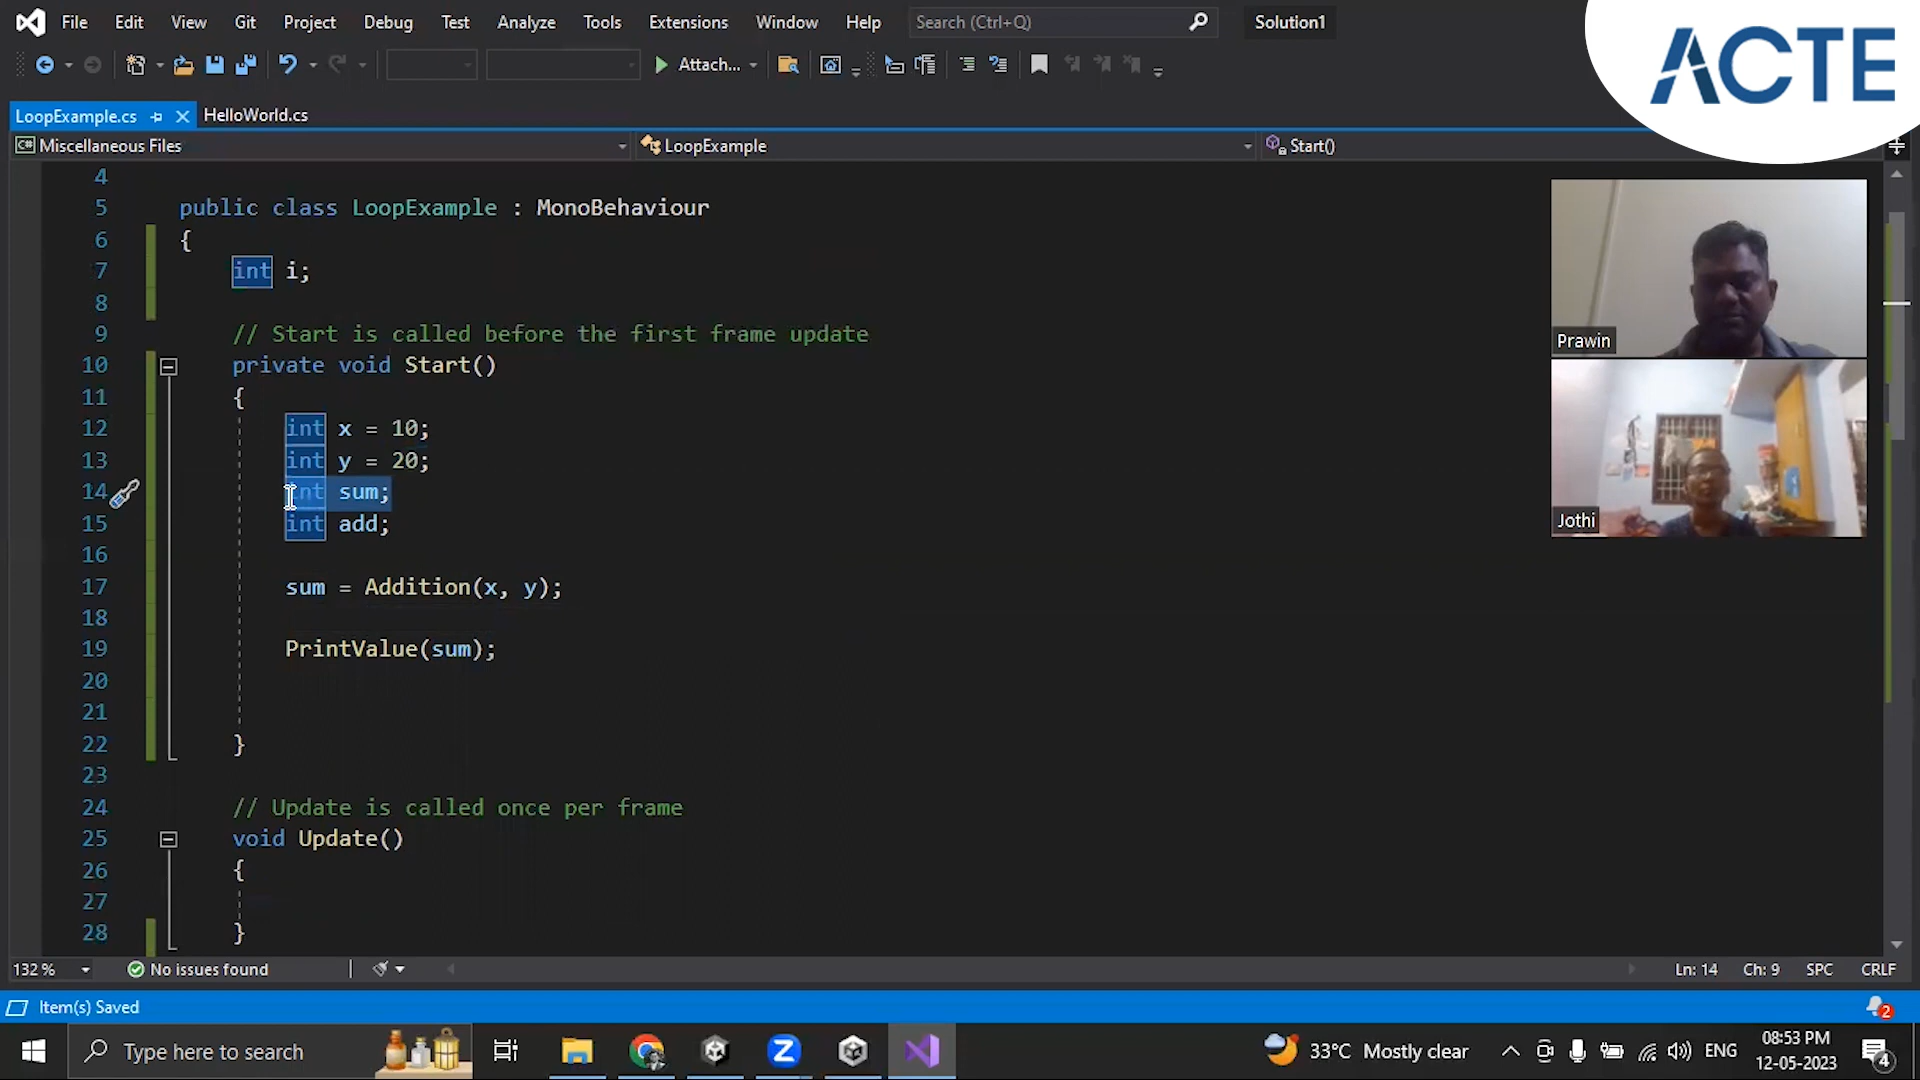 File Edit View Git Project Debug Test Analyze Tools Extensions Window Help Search (Ctrl+Q) Solution1
ACTE
Attach...
LoopExample.cs HelloWorld.cs
C# Miscellaneous Files LoopExample Start()
4
5 public class LoopExample : MonoBehaviour
6 {
7 int i;
8
9 // Start is called before the first frame update
10 private void Start()
11 {
12 int x = 10;
13 int y = 20;
14 int sum;
15 int add;
16
17 sum = Addition(x, y);
18
19 PrintValue(sum);
20
21
22 }
23
24 // Update is called once per frame
25 void Update()
26 {
27
28 }
Prawin
Jothi
132 % No issues found Ln: 14 Ch: 9 SPC CRLF
Item(s) Saved 2
Type here to search 33°C Mostly clear ENG 08:53 PM
12-05-2023 4